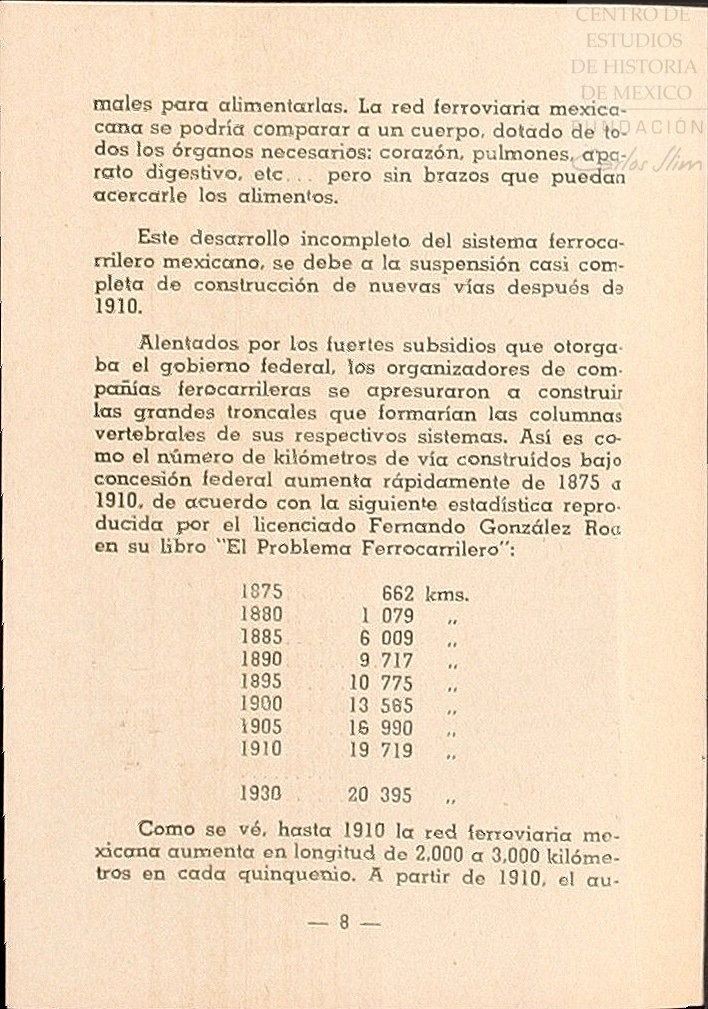 CENTRO DE
ESTUDIOS
DE HISTORIA
DE MEXICO
FUNDACIÓN
Carlos Slim
males para alimentarlas. La red ferroviaria mexica-
cana se podría comparar a un cuerpo, dotado de to-
dos los órganos necesarios: corazón, pulmones, apa-
rato digestivo, etc... pero sin brazos que puedan
acercarle los alimentos.
Este desarrollo incompleto del sistema ferroca-
rrilero mexicano, se debe a la suspensión casi com-
pleta de construcción de nuevas vías después de
1910.
Alentados por los fuertes subsidios que otorga-
ba el gobierno federal, los organizadores de com-
pañías ferocarrileras se apresuraron a construir
las grandes troncales que formarían las columnas
vertebrales de sus respectivos sistemas. Así es co-
mo el número de kilómetros de vía construídos bajo
concesión federal aumenta rápidamente de 1875 a
1910, de acuerdo con la siguiente estadística repro-
ducida por el licenciado Fernando González Roa
en su libro "El Problema Ferrocarrilero":
1875 662 kms.
1880 1 079 ,,
1885 6 009 ,,
1890 9 717 ,,
1895 10 775 ,,
1900 13 585 ,,
1905 16 990 ,,
1910 19 719 ,,
1930 20 395 ,,
Como se vé, hasta 1910 la red ferroviaria me-
xicana aumenta en longitud de 2,000 a 3,000 kilóme-
tros en cada quinquenio. A partir de 1910, el au-
— 8 —